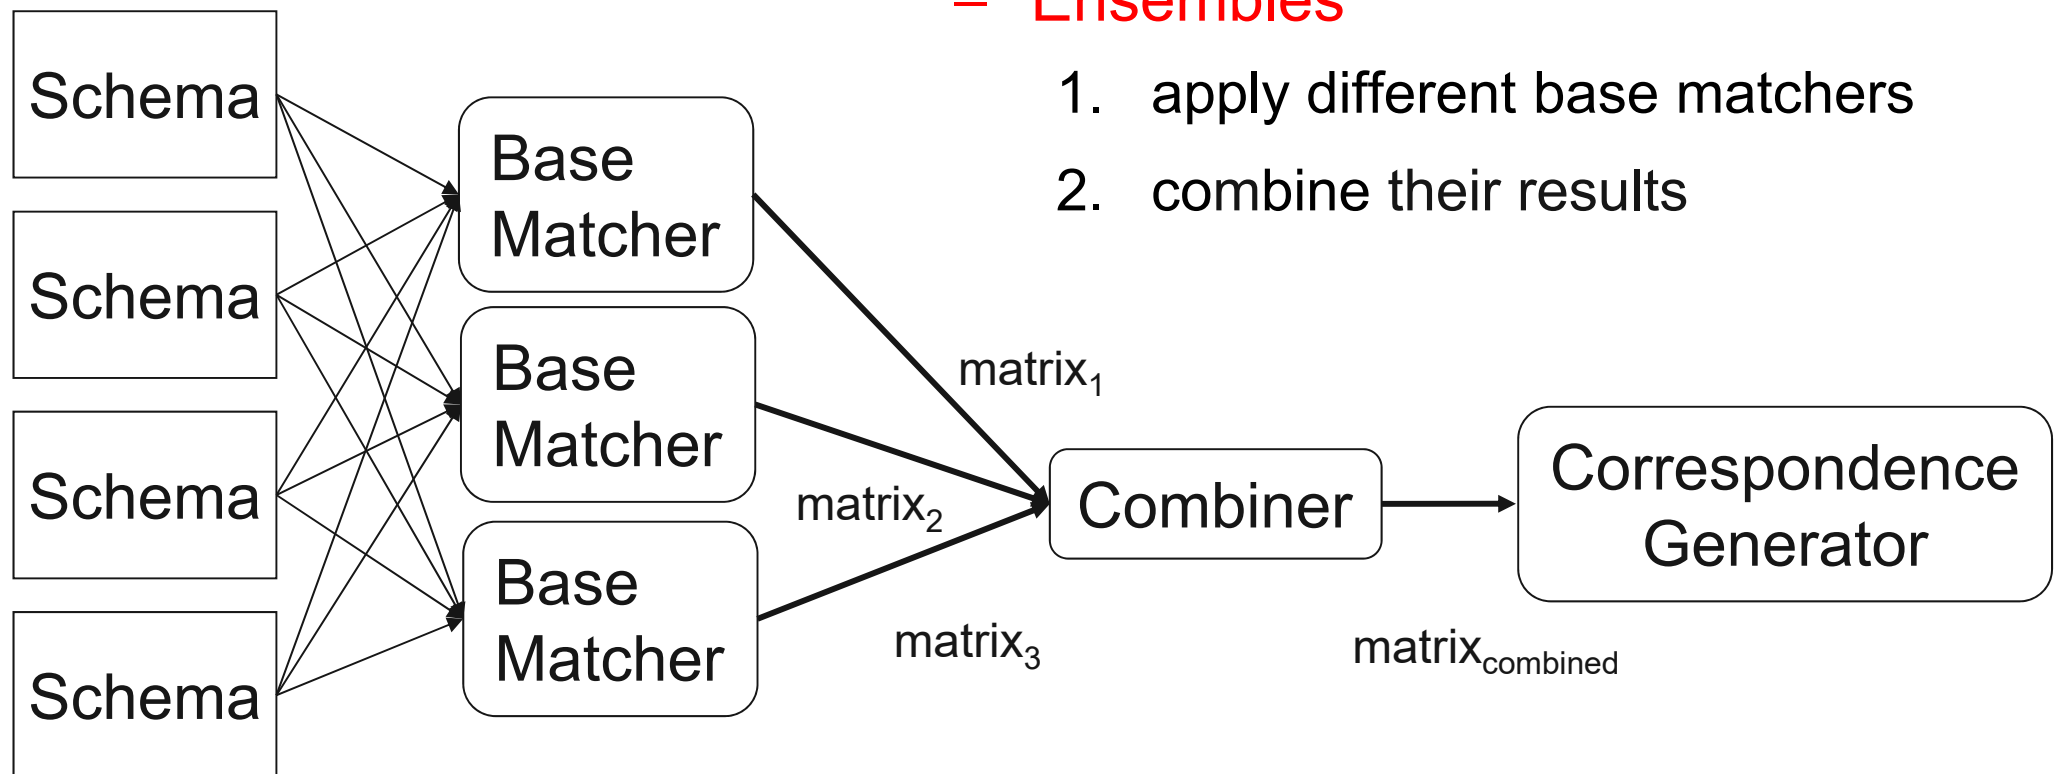 – Ensembles
1. apply different base matchers
2. combine their results
Schema
Schema
Schema
Schema
Base
Matcher
Base
Matcher
Base
Matcher
matrix₁
matrix₂
matrix₃
Combiner
matrix_combined
Correspondence
Generator